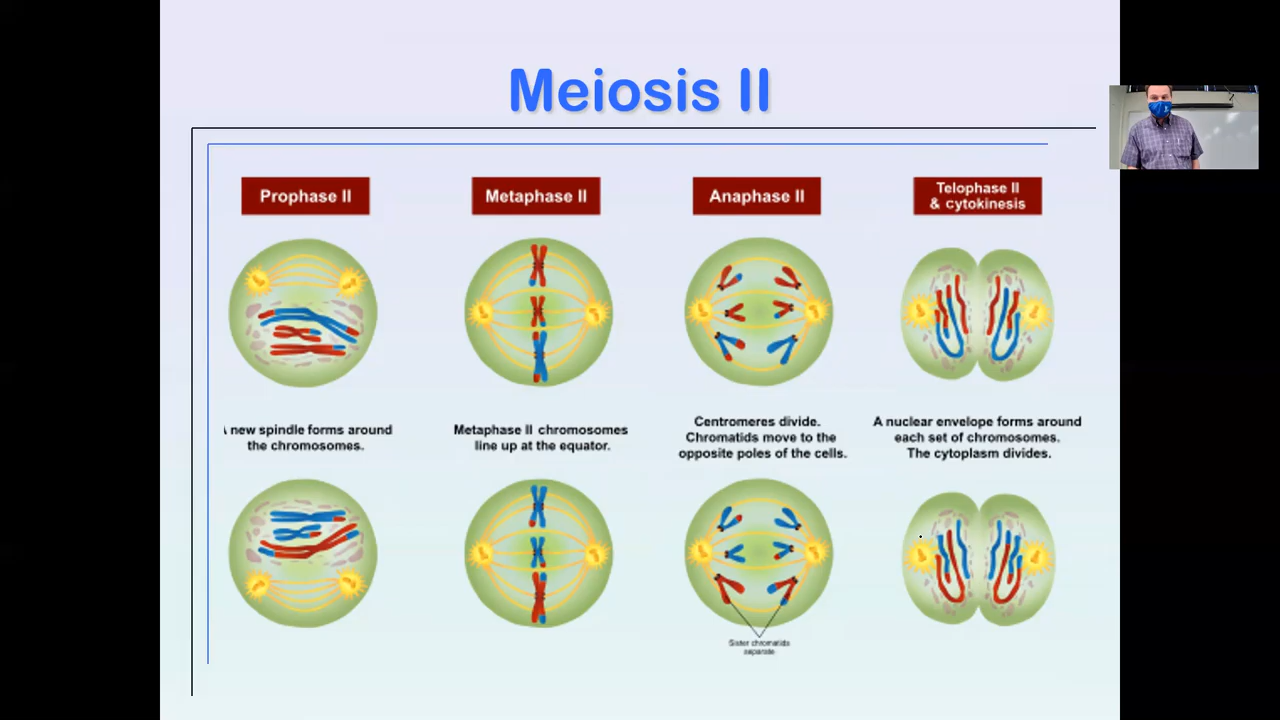 Meiosis II
Prophase II
Metaphase II
Anaphase II
Telophase II
& cytokinesis
new spindle forms around
the chromosomes.
Metaphase II chromosomes
line up at the equator.
Centromeres divide.
Chromatids move to the
opposite poles of the cells.
A nuclear envelope forms around
each set of chromosomes.
The cytoplasm divides.
Sister chromatids
separate